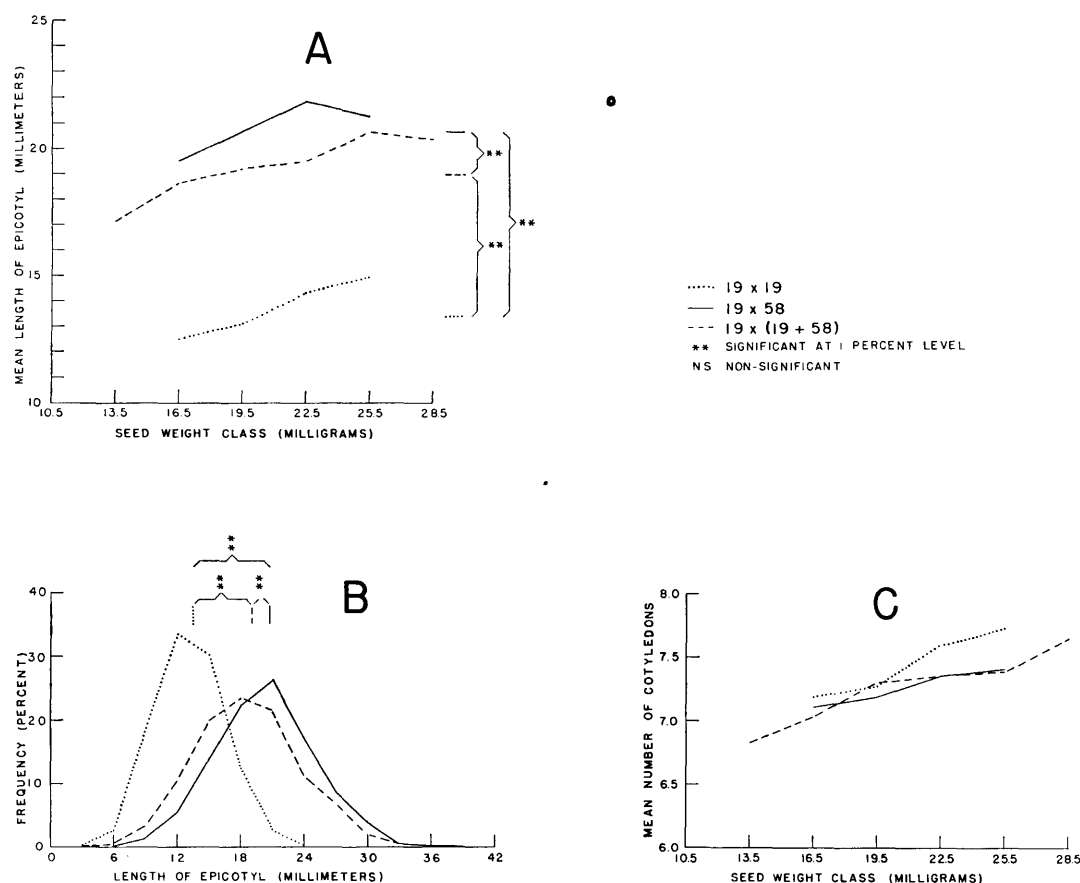 A
25
20
15
10
MEAN LENGTH OF EPICOTYL (MILLIMETERS)
**
**
**
10.5 13.5 16.5 19.5 22.5 25.5 28.5
SEED WEIGHT CLASS (MILLIGRAMS)
19 x 19
19 x 58
19 x (19 + 58)
** SIGNIFICANT AT 1 PERCENT LEVEL
NS NON-SIGNIFICANT
B
**
** **
40
30
20
10
0
FREQUENCY (PERCENT)
6 12 18 24 30 36 42
LENGTH OF EPICOTYL (MILLIMETERS)
C
8.0
7.5
7.0
6.5
6.0
MEAN NUMBER OF COTYLEDONS
10.5 13.5 16.5 19.5 22.5 25.5 28.5
SEED WEIGHT CLASS (MILLIGRAMS)